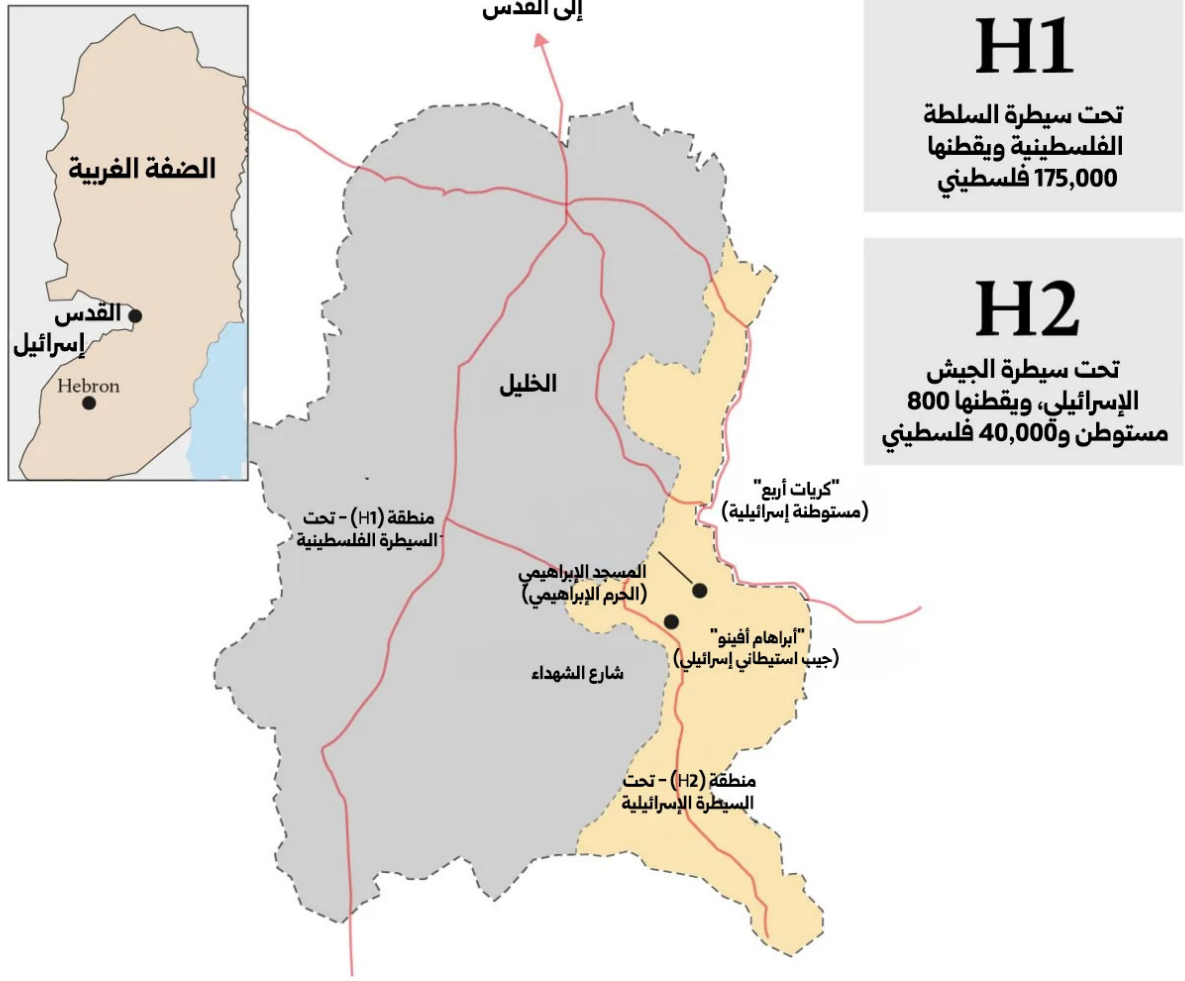 إلى القدس
H1
تحت سيطرة السلطة
الفلسطينية ويقطنها
175,000 فلسطيني
H2
تحت سيطرة الجيش
الإسرائيلي، ويقطنها 800
مستوطن و40,000 فلسطيني
الضفة الغربية
القدس
إسرائيل
Hebron
الخليل
"كريات أربع"
(مستوطنة إسرائيلية)
منطقة (H1) - تحت
السيطرة الفلسطينية
المسجد الإبراهيمي
(الحرم الإبراهيمي)
"أبراهام أفينو"
(جيب استيطاني إسرائيلي)
شارع الشهداء
منطقة (H2) - تحت
السيطرة الإسرائيلية